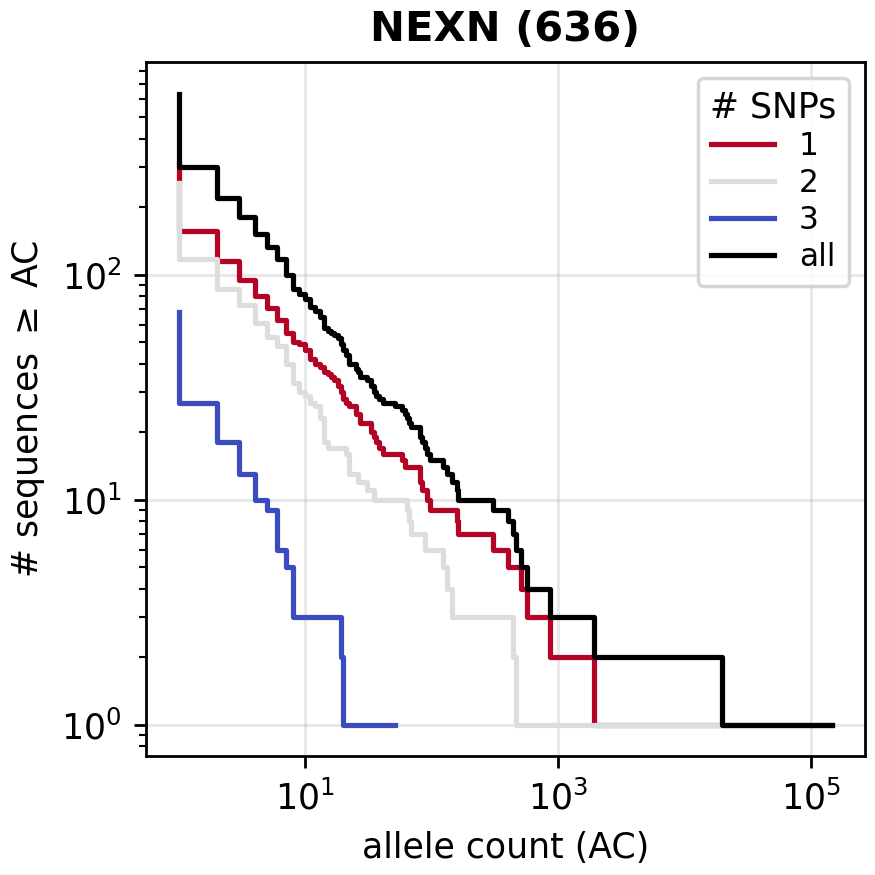 NEXN (636)
# sequences ≥ AC
10²
10¹
10⁰
# SNPs
1
2
3
all
10¹
10³
10⁵
allele count (AC)